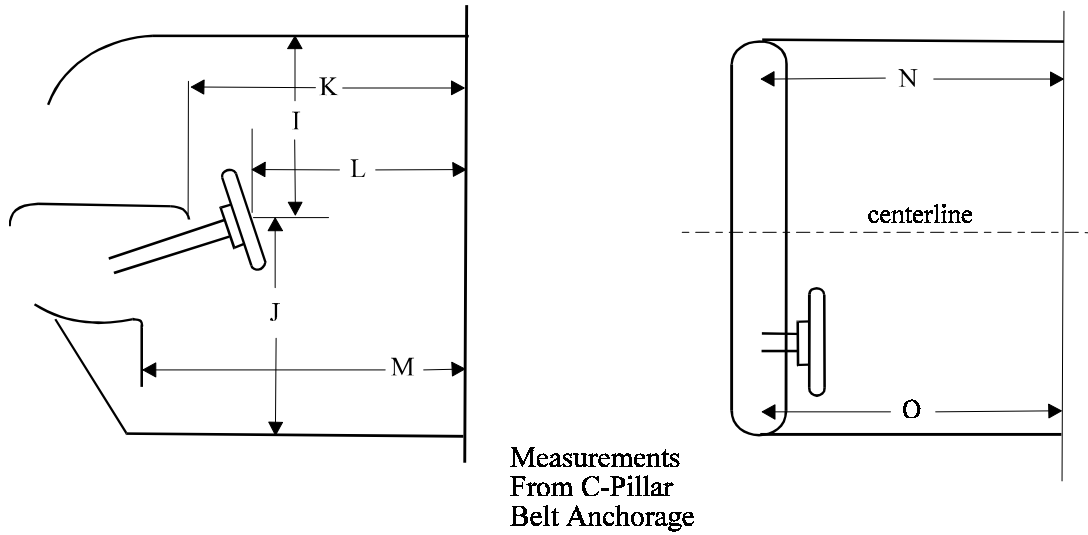 K
I
L
J
M
N
centerline
O
Measurements
From C-Pillar
Belt Anchorage